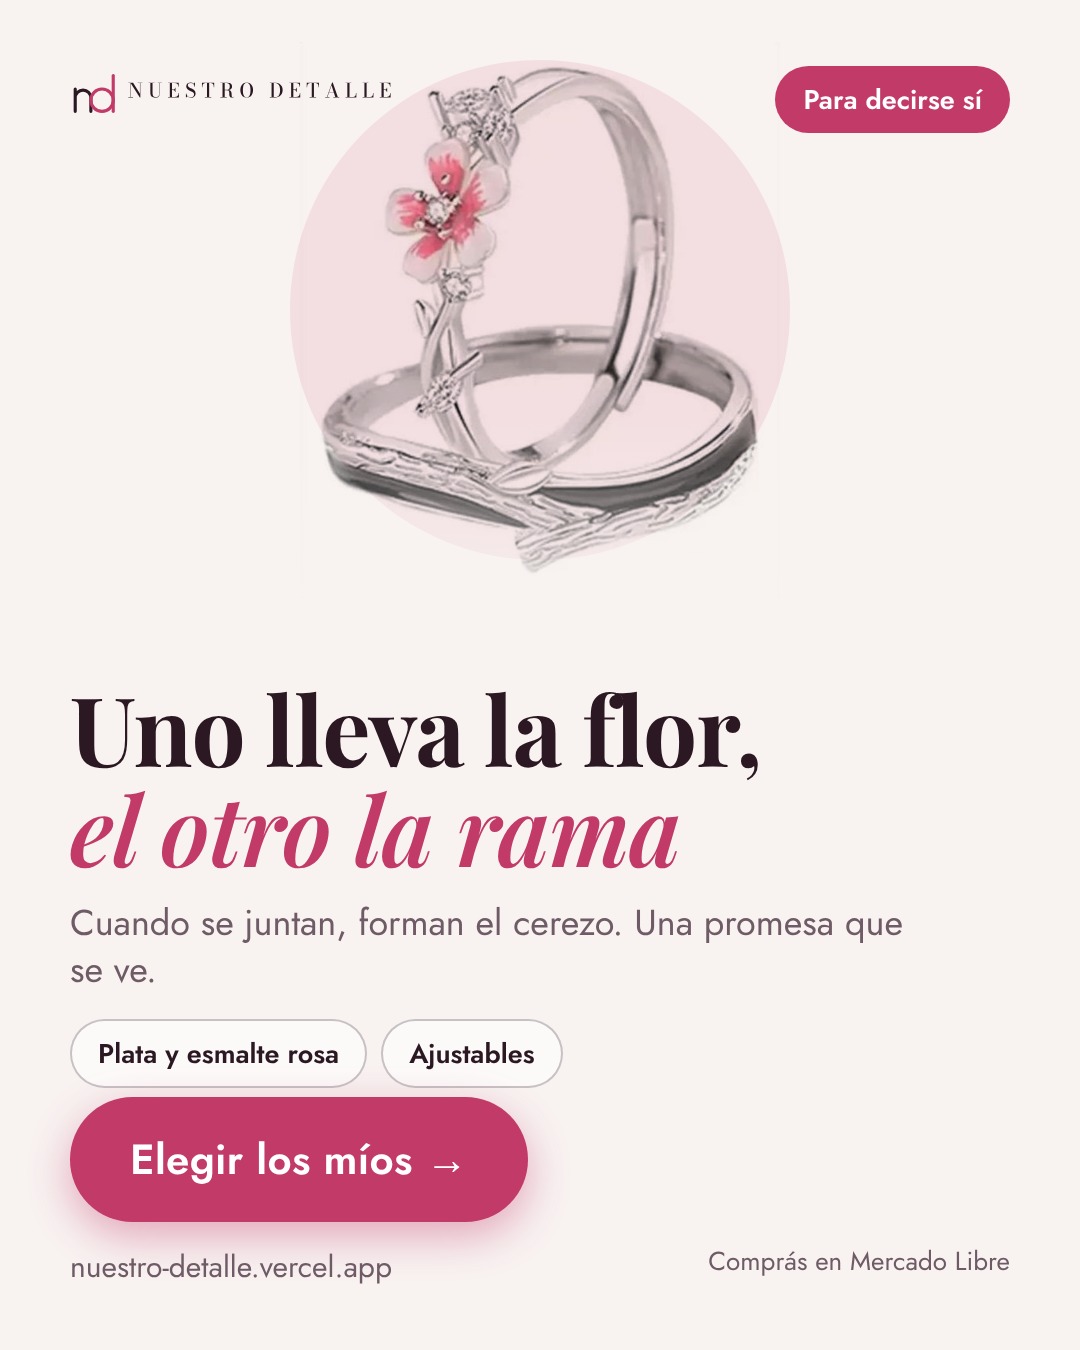 nd NUESTRO DETALLE
Para decirse sí
Uno lleva la flor,
el otro la rama
Cuando se juntan, forman el cerezo. Una promesa que
se ve.
Plata y esmalte rosa
Ajustables
Elegir los míos →
nuestro-detalle.vercel.app
Comprás en Mercado Libre